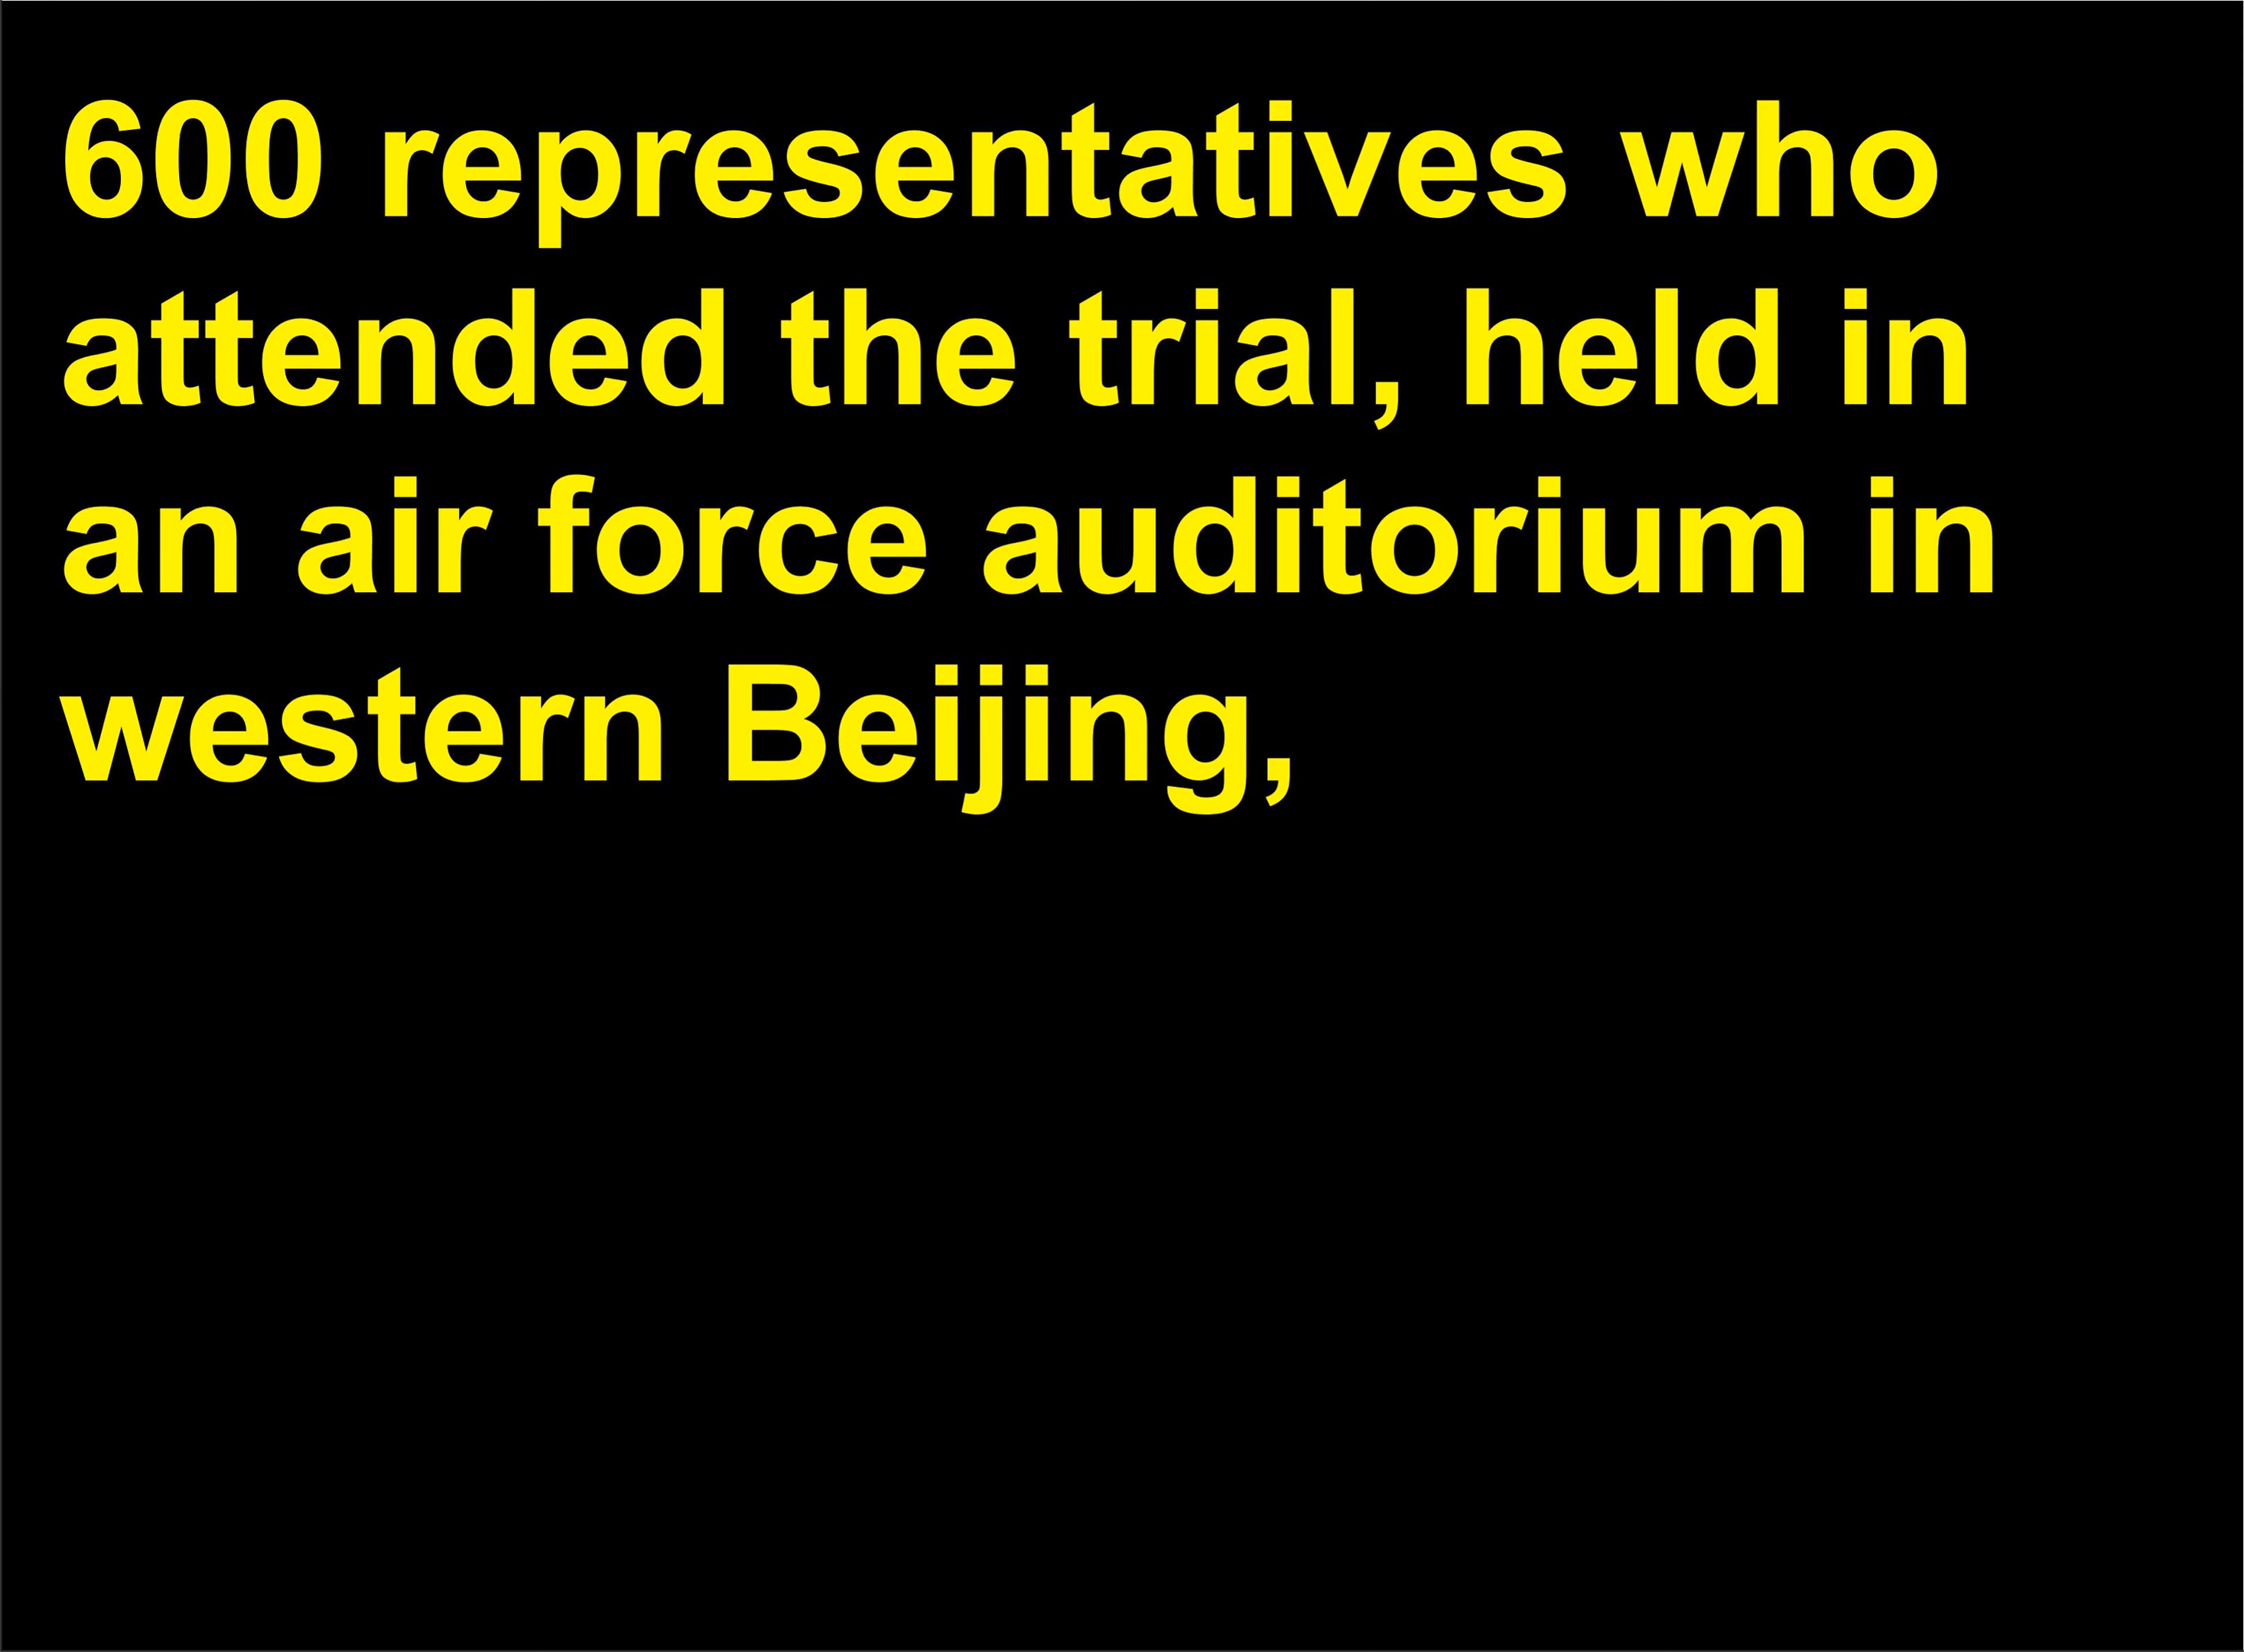 600 representatives who
attended the trial, held in
an air force auditorium in
western Beijing,